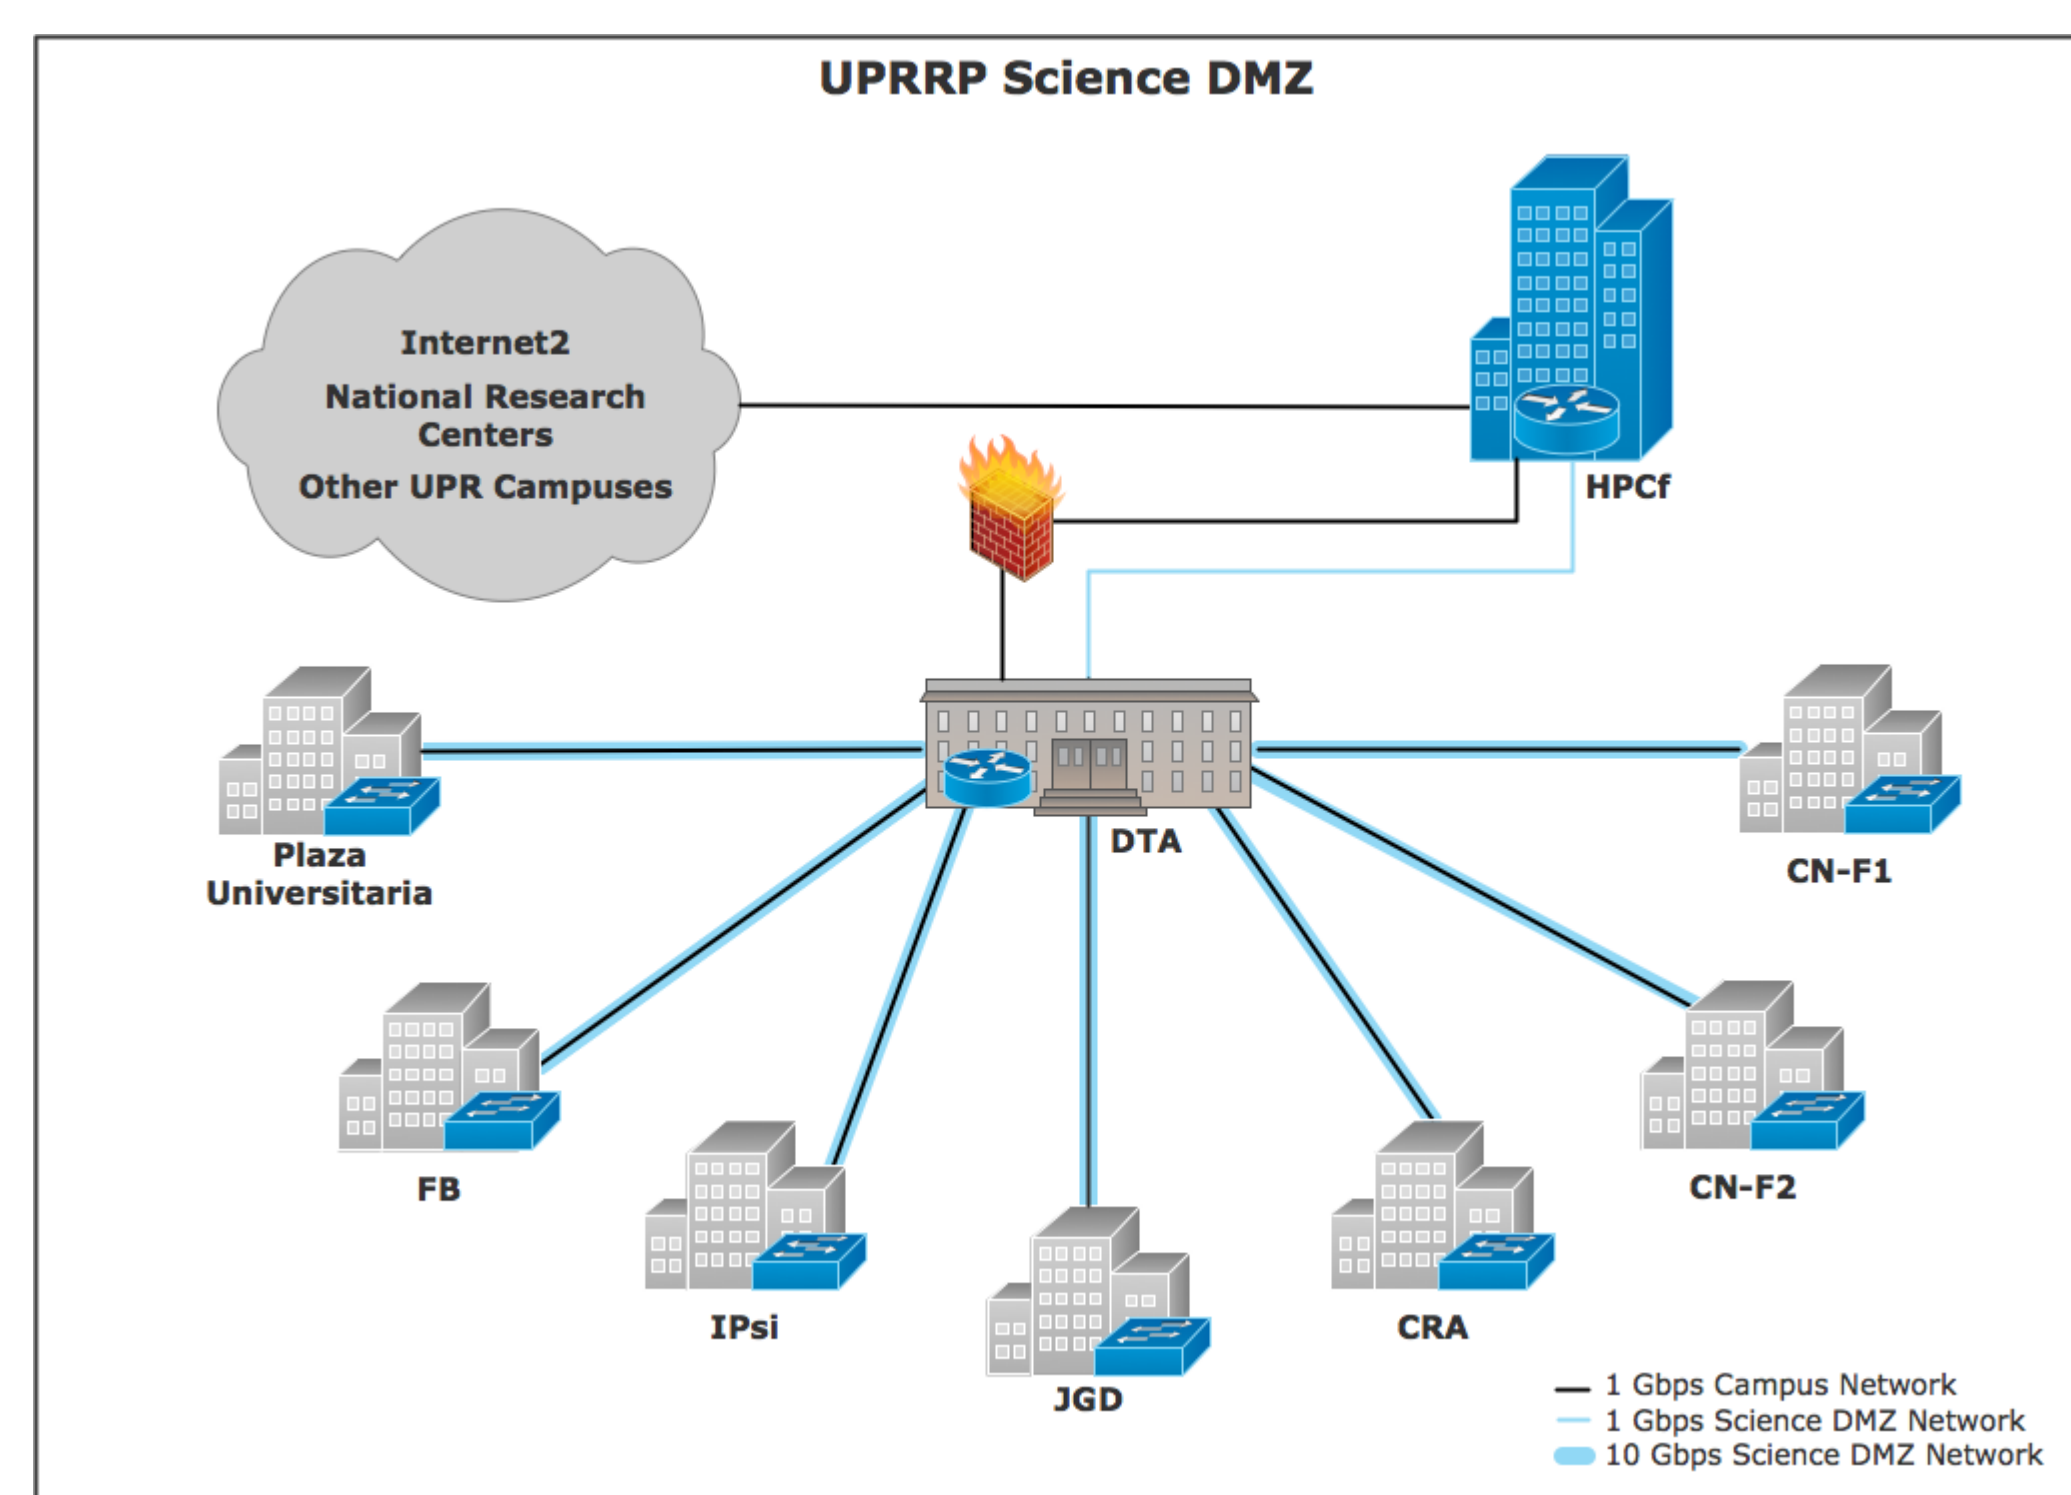 UPRRP Science DMZ
Internet2
National Research
Centers
Other UPR Campuses
HPCf
DTA
Plaza
Universitaria
CN-F1
FB
CN-F2
IPsi
CRA
JGD
1 Gbps Campus Network
1 Gbps Science DMZ Network
10 Gbps Science DMZ Network